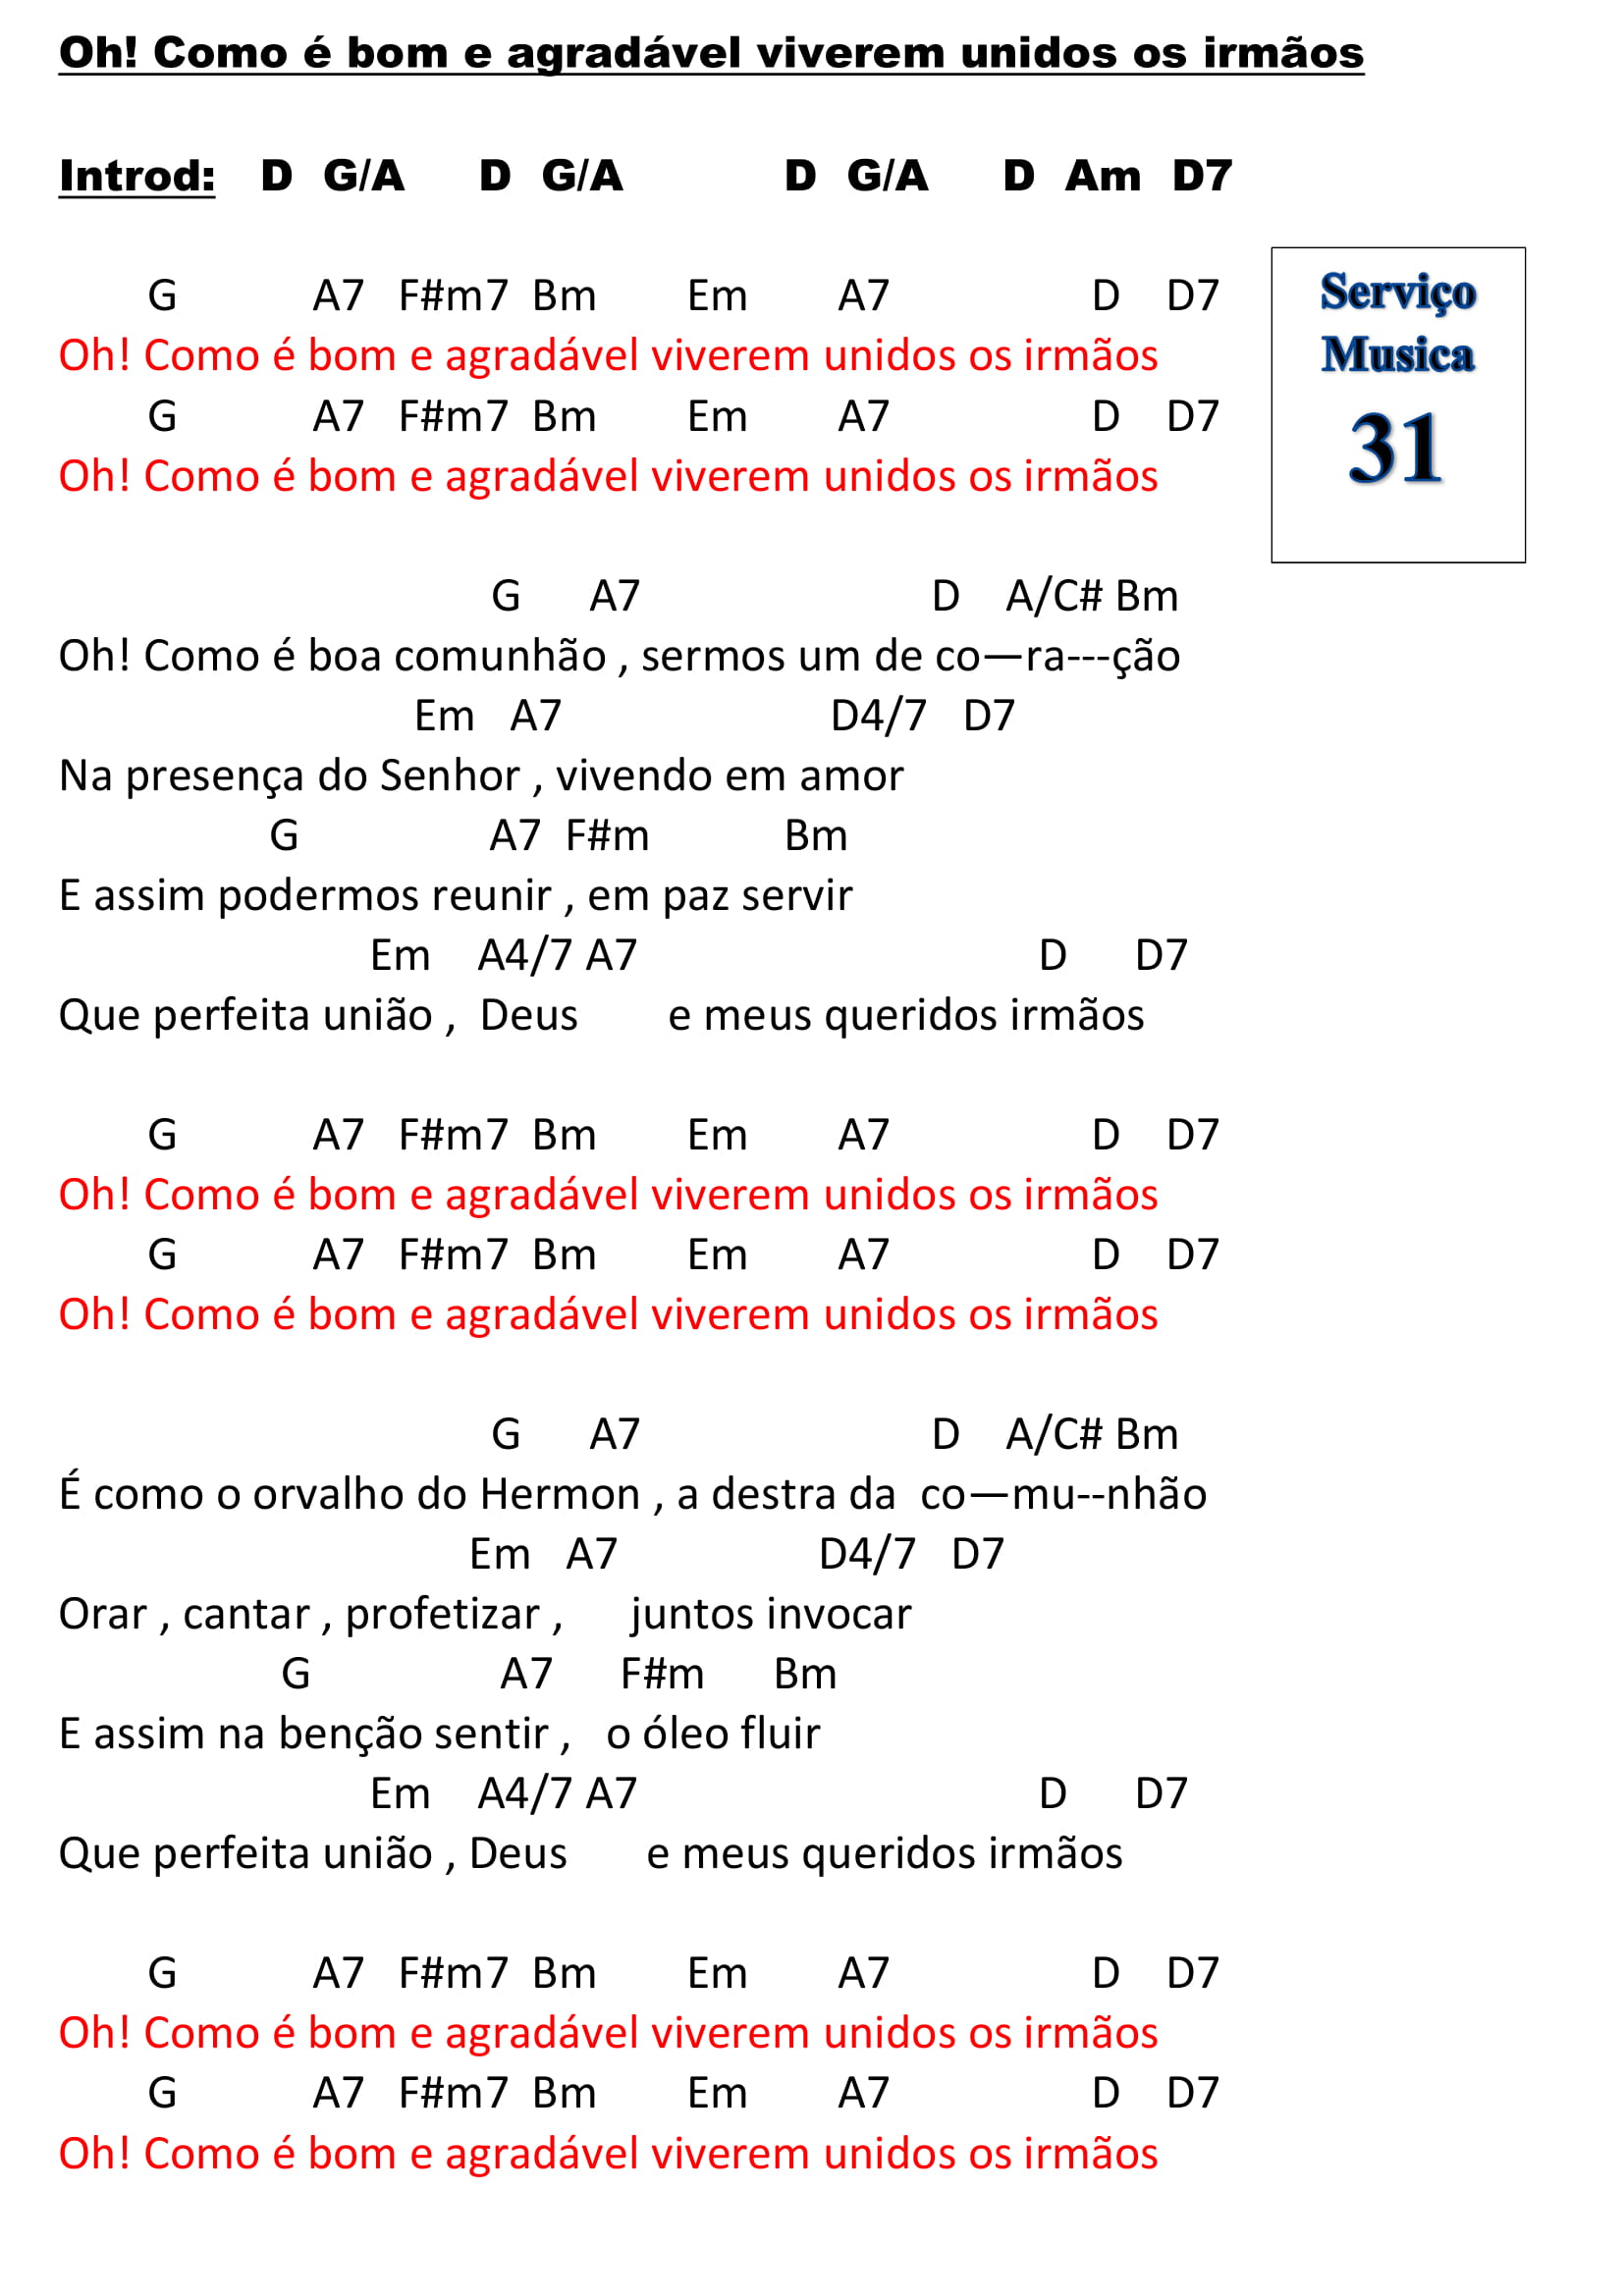 Oh! Como é bom e agradável viverem unidos os irmãos
Introd: D G/A D G/A D G/A D Am D7
Serviço
Musica
31
G A7 F#m7 Bm Em A7 D D7
Oh! Como é bom e agradável viverem unidos os irmãos
G A7 F#m7 Bm Em A7 D D7
Oh! Como é bom e agradável viverem unidos os irmãos
G A7 D A/C# Bm
Oh! Como é boa comunhão , sermos um de co—ra---ção
Em A7 D4/7 D7
Na presença do Senhor , vivendo em amor
G A7 F#m Bm
E assim podermos reunir , em paz servir
Em A4/7 A7 D D7
Que perfeita união , Deus e meus queridos irmãos
G A7 F#m7 Bm Em A7 D D7
Oh! Como é bom e agradável viverem unidos os irmãos
G A7 F#m7 Bm Em A7 D D7
Oh! Como é bom e agradável viverem unidos os irmãos
G A7 D A/C# Bm
É como o orvalho do Hermon , a destra da co—mu--nhão
Em A7 D4/7 D7
Orar , cantar , profetizar , juntos invocar
G A7 F#m Bm
E assim na benção sentir , o óleo fluir
Em A4/7 A7 D D7
Que perfeita união , Deus e meus queridos irmãos
G A7 F#m7 Bm Em A7 D D7
Oh! Como é bom e agradável viverem unidos os irmãos
G A7 F#m7 Bm Em A7 D D7
Oh! Como é bom e agradável viverem unidos os irmãos